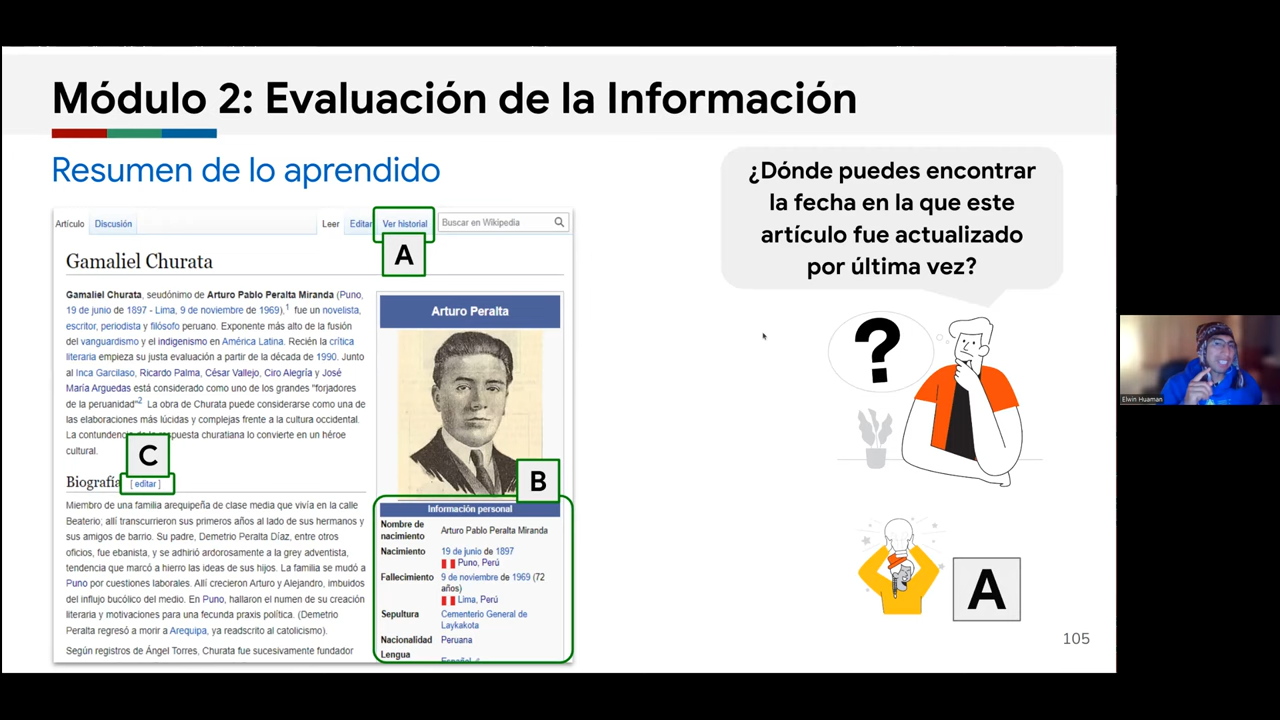 Módulo 2: Evaluación de la Información
Resumen de lo aprendido
¿Dónde puedes encontrar
la fecha en la que este
artículo fue actualizado
por última vez?
Artículo
Discusión
Leer
Editar
Ver historial
Buscar en Wikipedia
A
Gamaliel Churata
Gamaliel Churata, seudónimo de Arturo Pablo Peralta Miranda (Puno,
19 de junio de 1897 - Lima, 9 de noviembre de 1969),1 fue un novelista,
escritor, periodista y filósofo peruano. Exponente más alto de la fusión
del vanguardismo y el indigenismo en América Latina. Recién la crítica
literaria empieza su justa evaluación a partir de la década de 1990. Junto
al Inca Garcilaso, Ricardo Palma, César Vallejo, Ciro Alegría y José
María Arguedas está considerado como uno de los grandes "forjadores
de la peruanidad"2 La obra de Churata puede considerarse como una de
las elaboraciones más lúcidas y complejas frente a la cultura occidental.
La contundencia de la respuesta churatiana lo convierte en un héroe
cultural.
C
Biografía [ editar ]
Miembro de una familia arequipeña de clase media que vivía en la calle
Beaterio; allí transcurrieron sus primeros años al lado de sus hermanos y
sus amigos de barrio. Su padre, Demetrio Peralta Díaz, entre otros
oficios, fue ebanista, y se adhirió ardorosamente a la grey adventista,
tendencia que marcó a hierro las ideas de sus hijos. La familia se mudó a
Puno por cuestiones laborales. Allí crecieron Arturo y Alejandro, imbuidos
del influjo bucólico del medio. En Puno, hallaron el numen de su creación
literaria y motivaciones para una fecunda praxis política. (Demetrio
Peralta regresó a morir a Arequipa, ya readscrito al catolicismo).
Según registros de Ángel Torres, Churata fue sucesivamente fundador
Arturo Peralta
B
Información personal
Nombre de nacimiento Arturo Pablo Peralta Miranda
Nacimiento 19 de junio de 1897
Puno, Perú
Fallecimiento 9 de noviembre de 1969 (72
años)
Lima, Perú
Sepultura Cementerio General de
Laykakota
Nacionalidad Peruana
Lengua Español
A
105
Elwin Huaman